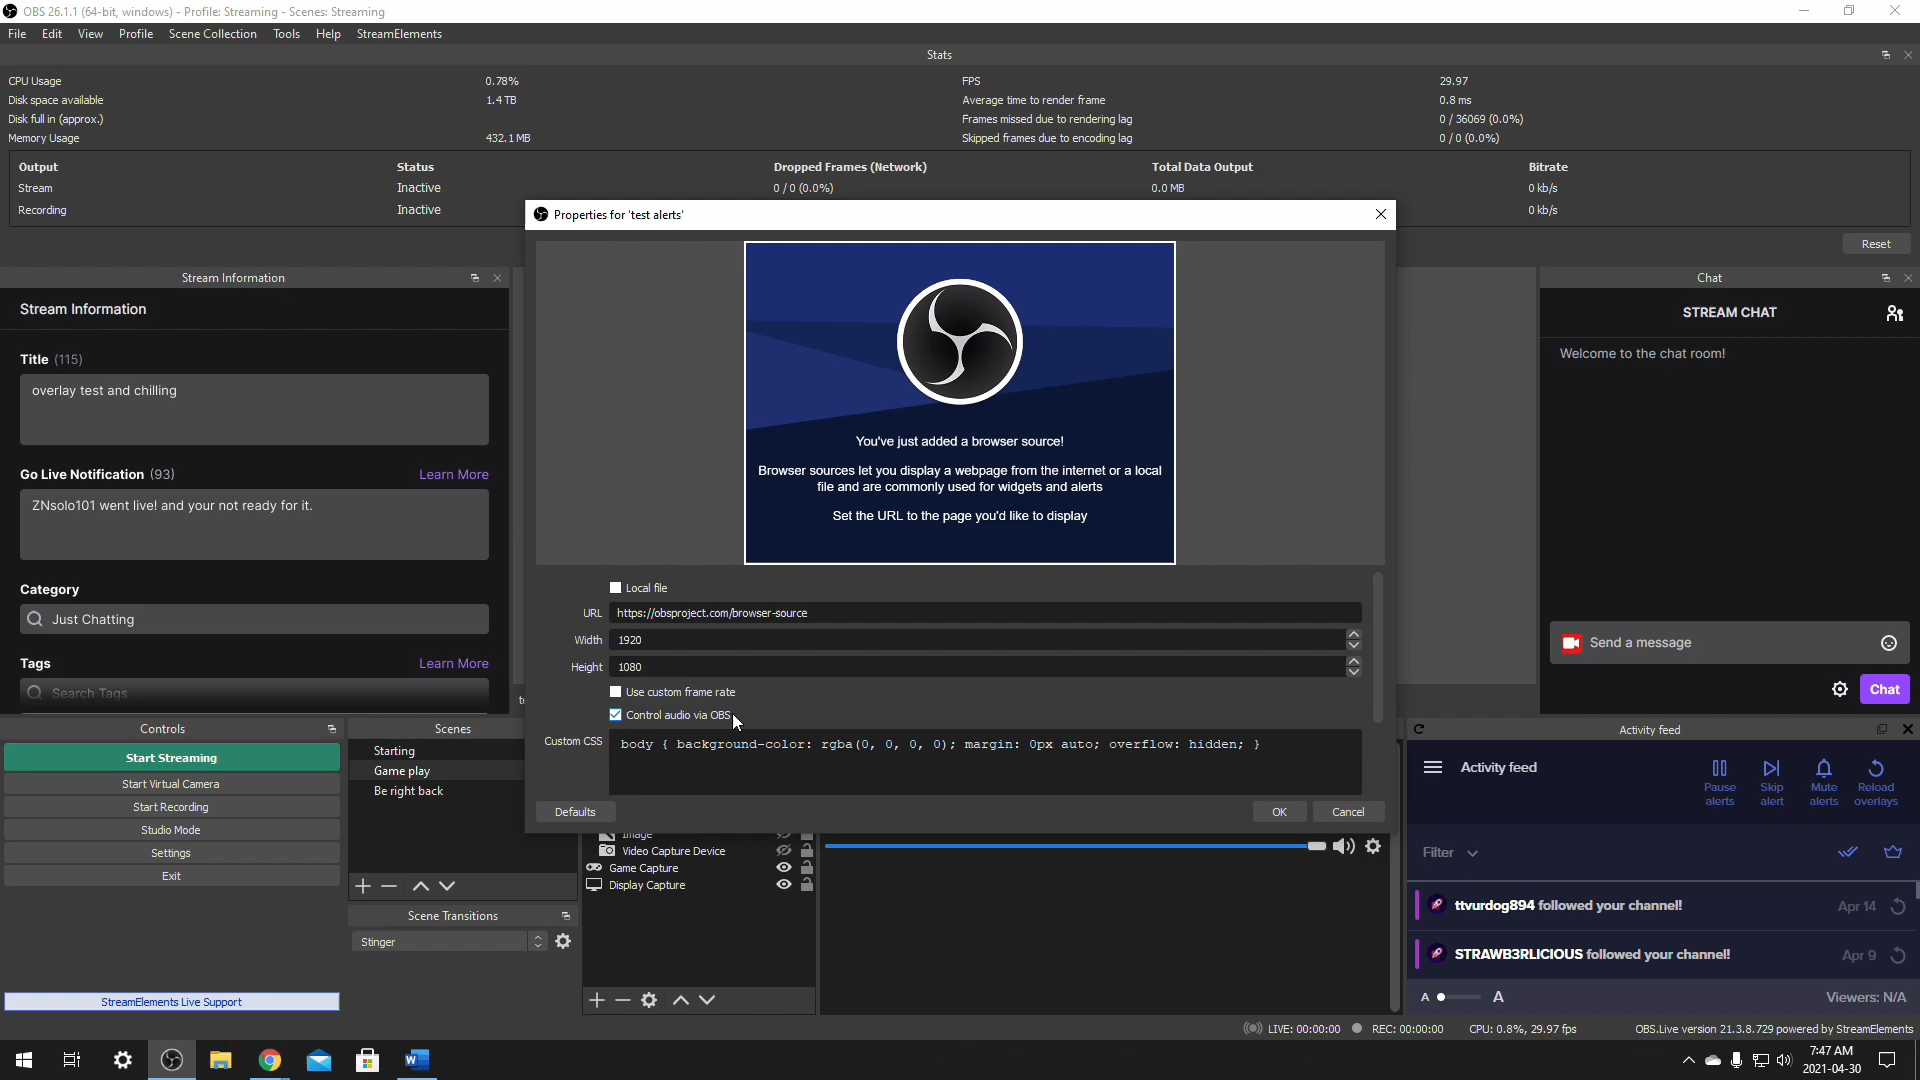 OBS 26.1.1 (64-bit, windows) - Profile: Streaming - Scenes: Streaming
File Edit View Profile Scene Collection Tools Help StreamElements
Stats
CPU Usage 0.78% FPS 29.97
Disk space available 1.4 TB Average time to render frame 0.8 ms
Disk full in (approx.) Frames missed due to rendering lag 0 / 36069 (0.0%)
Memory Usage 432.1 MB Skipped frames due to encoding lag 0 / 0 (0.0%)
Output Status Dropped Frames (Network) Total Data Output Bitrate
Stream Inactive 0 / 0 (0.0%) 0.0 MB 0 kb/s
Recording Inactive 0 kb/s
Reset
Stream Information
Stream Information
Title (115)
overlay test and chilling
Go Live Notification (93) Learn More
ZNsolo101 went live! and your not ready for it.
Category
Just Chatting
Tags Learn More
Search Tags
Properties for 'test alerts'
You've just added a browser source!
Browser sources let you display a webpage from the internet or a local
file and are commonly used for widgets and alerts
Set the URL to the page you'd like to display
Local file
URL https://obsproject.com/browser-source
Width 1920
Height 1080
Use custom frame rate
Control audio via OBS
Custom CSS body { background-color: rgba(0, 0, 0, 0); margin: 0px auto; overflow: hidden; }
Defaults OK Cancel
Chat
STREAM CHAT
Welcome to the chat room!
Send a message
Chat
Controls
Start Streaming
Start Virtual Camera
Start Recording
Studio Mode
Settings
Exit
StreamElements Live Support
Scenes
Starting
Game play
Be right back
Scene Transitions
Stinger
Image
Video Capture Device
Game Capture
Display Capture
Activity feed
Activity feed
Pause alerts
Skip alert
Mute alerts
Reload overlays
Filter
ttvurdog894 followed your channel! Apr 14
STRAWB3RLICIOUS followed your channel! Apr 9
A A Viewers: N/A
LIVE: 00:00:00 REC: 00:00:00 CPU: 0.8%, 29.97 fps OBS.Live version 21.3.8.729 powered by StreamElements
7:47 AM
2021-04-30